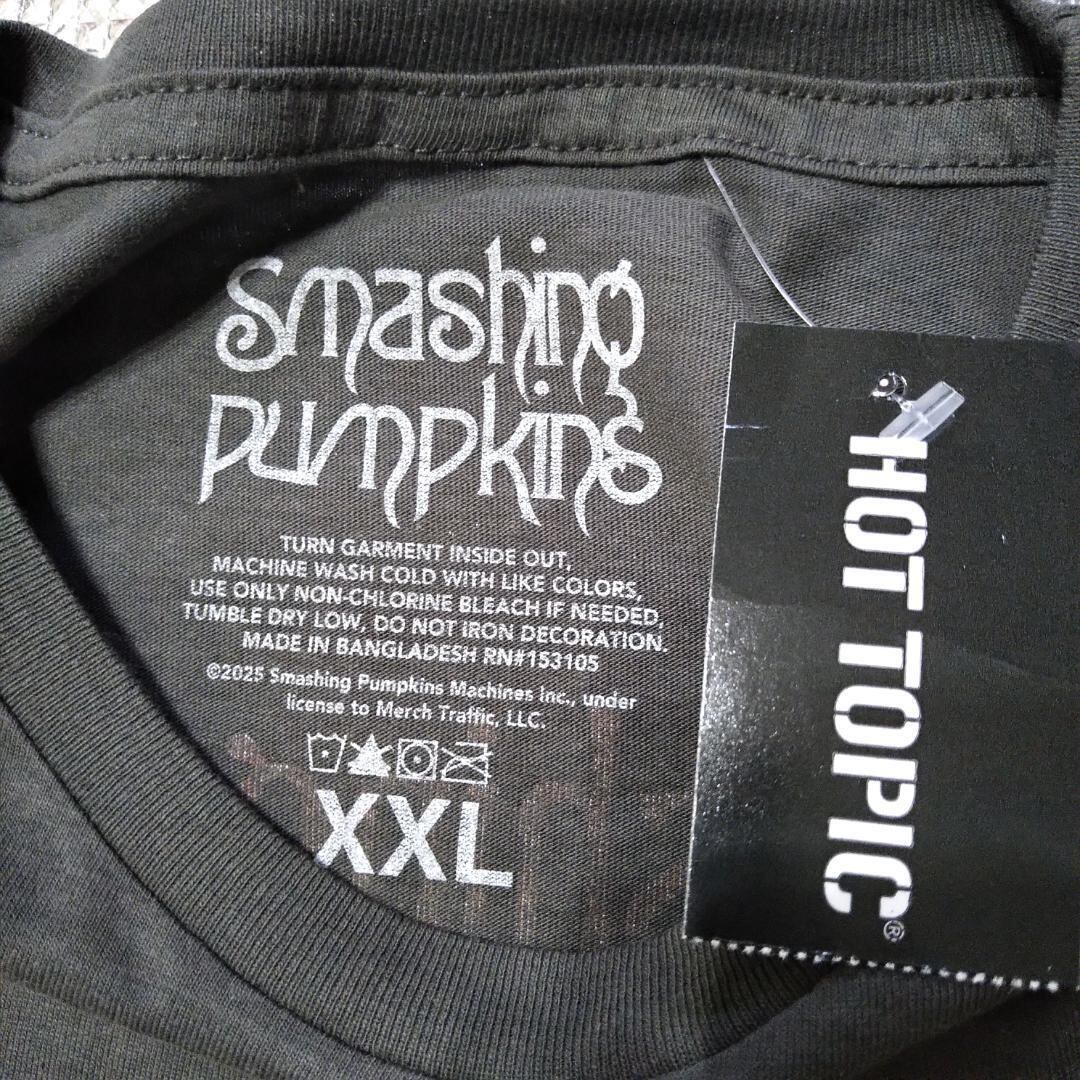 Smashing
Pumpkins
TURN GARMENT INSIDE OUT,
MACHINE WASH COLD WITH LIKE COLORS,
USE ONLY NON-CHLORINE BLEACH IF NEEDED,
TUMBLE DRY LOW. DO NOT IRON DECORATION.
MADE IN BANGLADESH RN#153105
©2025 Smashing Pumpkins Machines Inc., under
license to Merch Traffic, LLC.
XXL
HOT TOPIC®